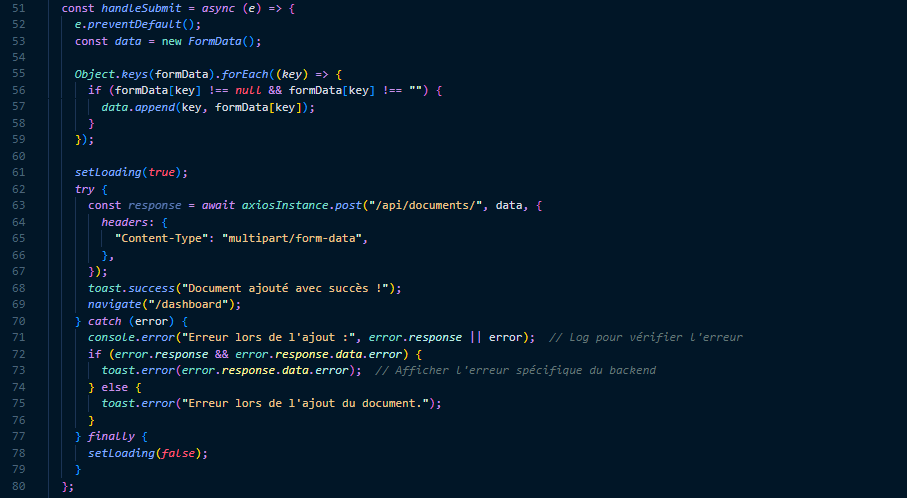 51 const handleSubmit = async (e) => {
52 e.preventDefault();
53 const data = new FormData();
54
55 Object.keys(formData).forEach((key) => {
56 if (formData[key] !== null && formData[key] !== "") {
57 data.append(key, formData[key]);
58 }
59 });
60
61 setLoading(true);
62 try {
63 const response = await axiosInstance.post("/api/documents/", data, {
64 headers: {
65 "Content-Type": "multipart/form-data",
66 },
67 });
68 toast.success("Document ajouté avec succès !");
69 navigate("/dashboard");
70 } catch (error) {
71 console.error("Erreur lors de l'ajout :", error.response || error); // Log pour vérifier l'erreur
72 if (error.response && error.response.data.error) {
73 toast.error(error.response.data.error); // Afficher l'erreur spécifique du backend
74 } else {
75 toast.error("Erreur lors de l'ajout du document.");
76 }
77 } finally {
78 setLoading(false);
79 }
80 };